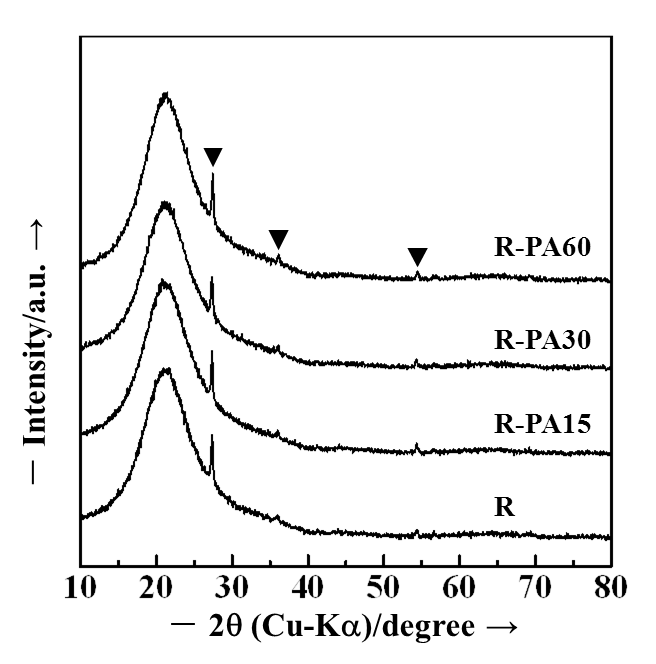 R-PA60
R-PA30
R-PA15
R
— Intensity/a.u. →
10 20 30 40 50 60 70 80
— 2θ (Cu-Kα)/degree →